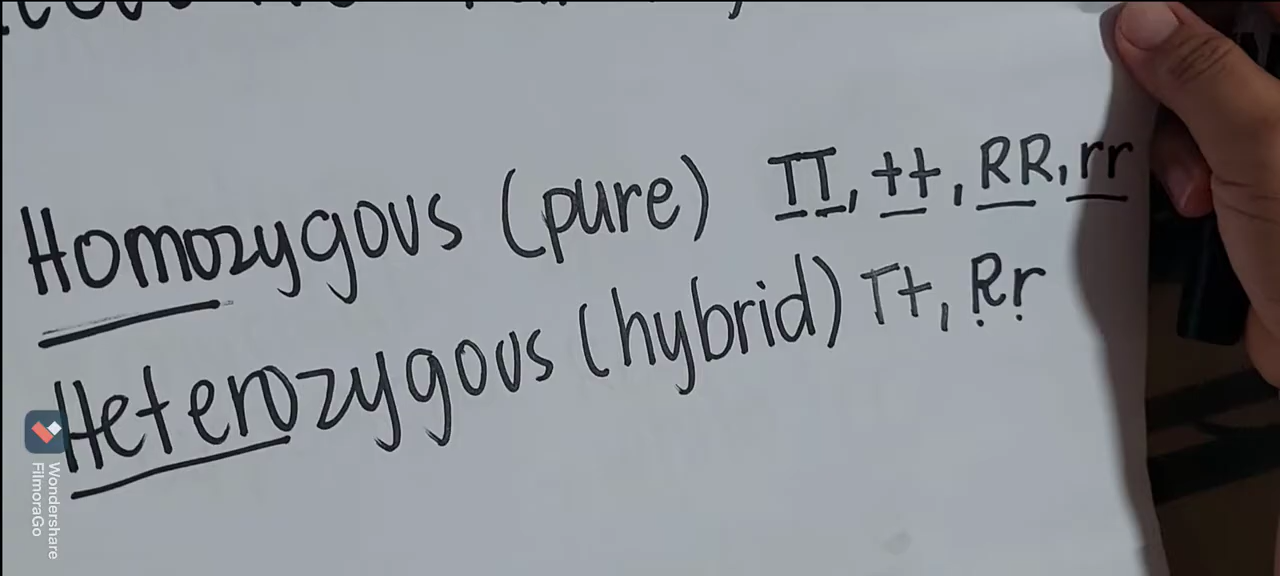 Homozygous (pure) TT, tt, RR, rr
Heterozygous (hybrid) Tt, Rr
Wondershare
FilmoraGo